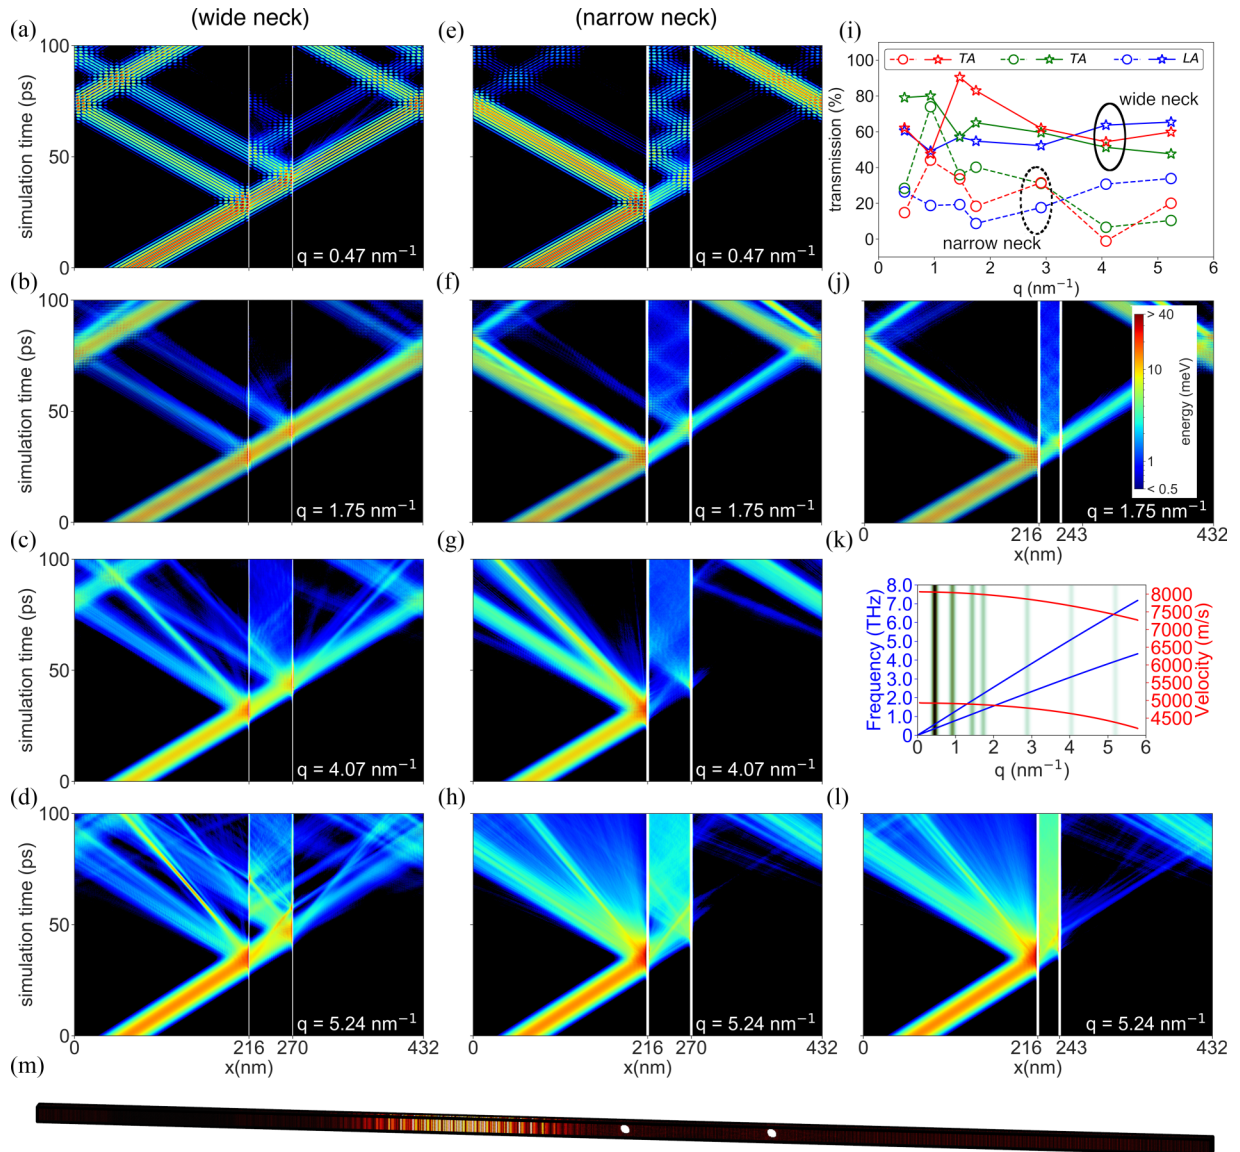 (wide neck)
(narrow neck)
(a)
(e)
(i)
100
50
0
simulation time (ps)
q = 0.47 nm⁻¹
q = 0.47 nm⁻¹
TA
TA
LA
wide neck
narrow neck
100
80
60
40
20
0
transmission (%)
0
1
2
3
4
5
6
q (nm⁻¹)
(b)
(f)
(j)
100
50
0
simulation time (ps)
q = 1.75 nm⁻¹
q = 1.75 nm⁻¹
> 40
10
1
< 0.5
energy (meV)
q = 1.75 nm⁻¹
216
243
432
x(nm)
(c)
(g)
(k)
100
50
0
simulation time (ps)
q = 4.07 nm⁻¹
q = 4.07 nm⁻¹
8.0
7.0
6.0
5.0
4.0
3.0
2.0
1.0
0
Frequency (THz)
8000
7500
7000
6500
6000
5500
5000
4500
Velocity (m/s)
0
1
2
3
4
5
6
q (nm⁻¹)
(d)
(h)
(l)
100
50
0
simulation time (ps)
q = 5.24 nm⁻¹
q = 5.24 nm⁻¹
q = 5.24 nm⁻¹
0
216
270
432
x(nm)
0
216
270
432
x(nm)
0
216
243
432
x(nm)
(m)